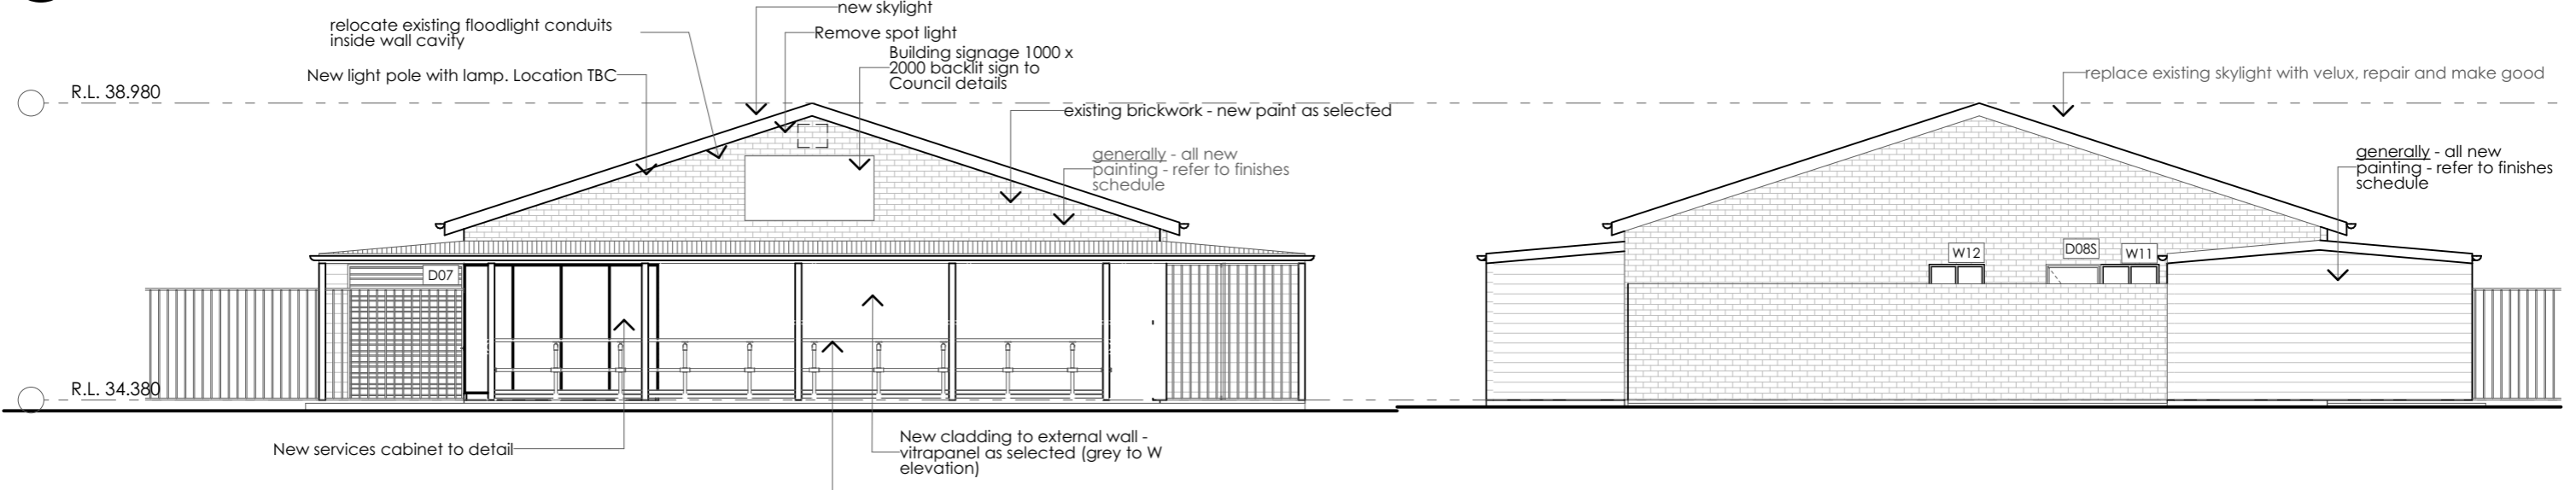 new skylight
relocate existing floodlight conduits
inside wall cavity
Remove spot light
Building signage 1000 x
2000 backlit sign to
Council details
New light pole with lamp. Location TBC
R.L. 38.980
existing brickwork - new paint as selected
generally - all new
painting - refer to finishes
schedule
D07
R.L. 34.380
New services cabinet to detail
New cladding to external wall -
vitrapanel as selected (grey to W
elevation)
replace existing skylight with velux, repair and make good
generally - all new
painting - refer to finishes
schedule
W12
D08S
W11